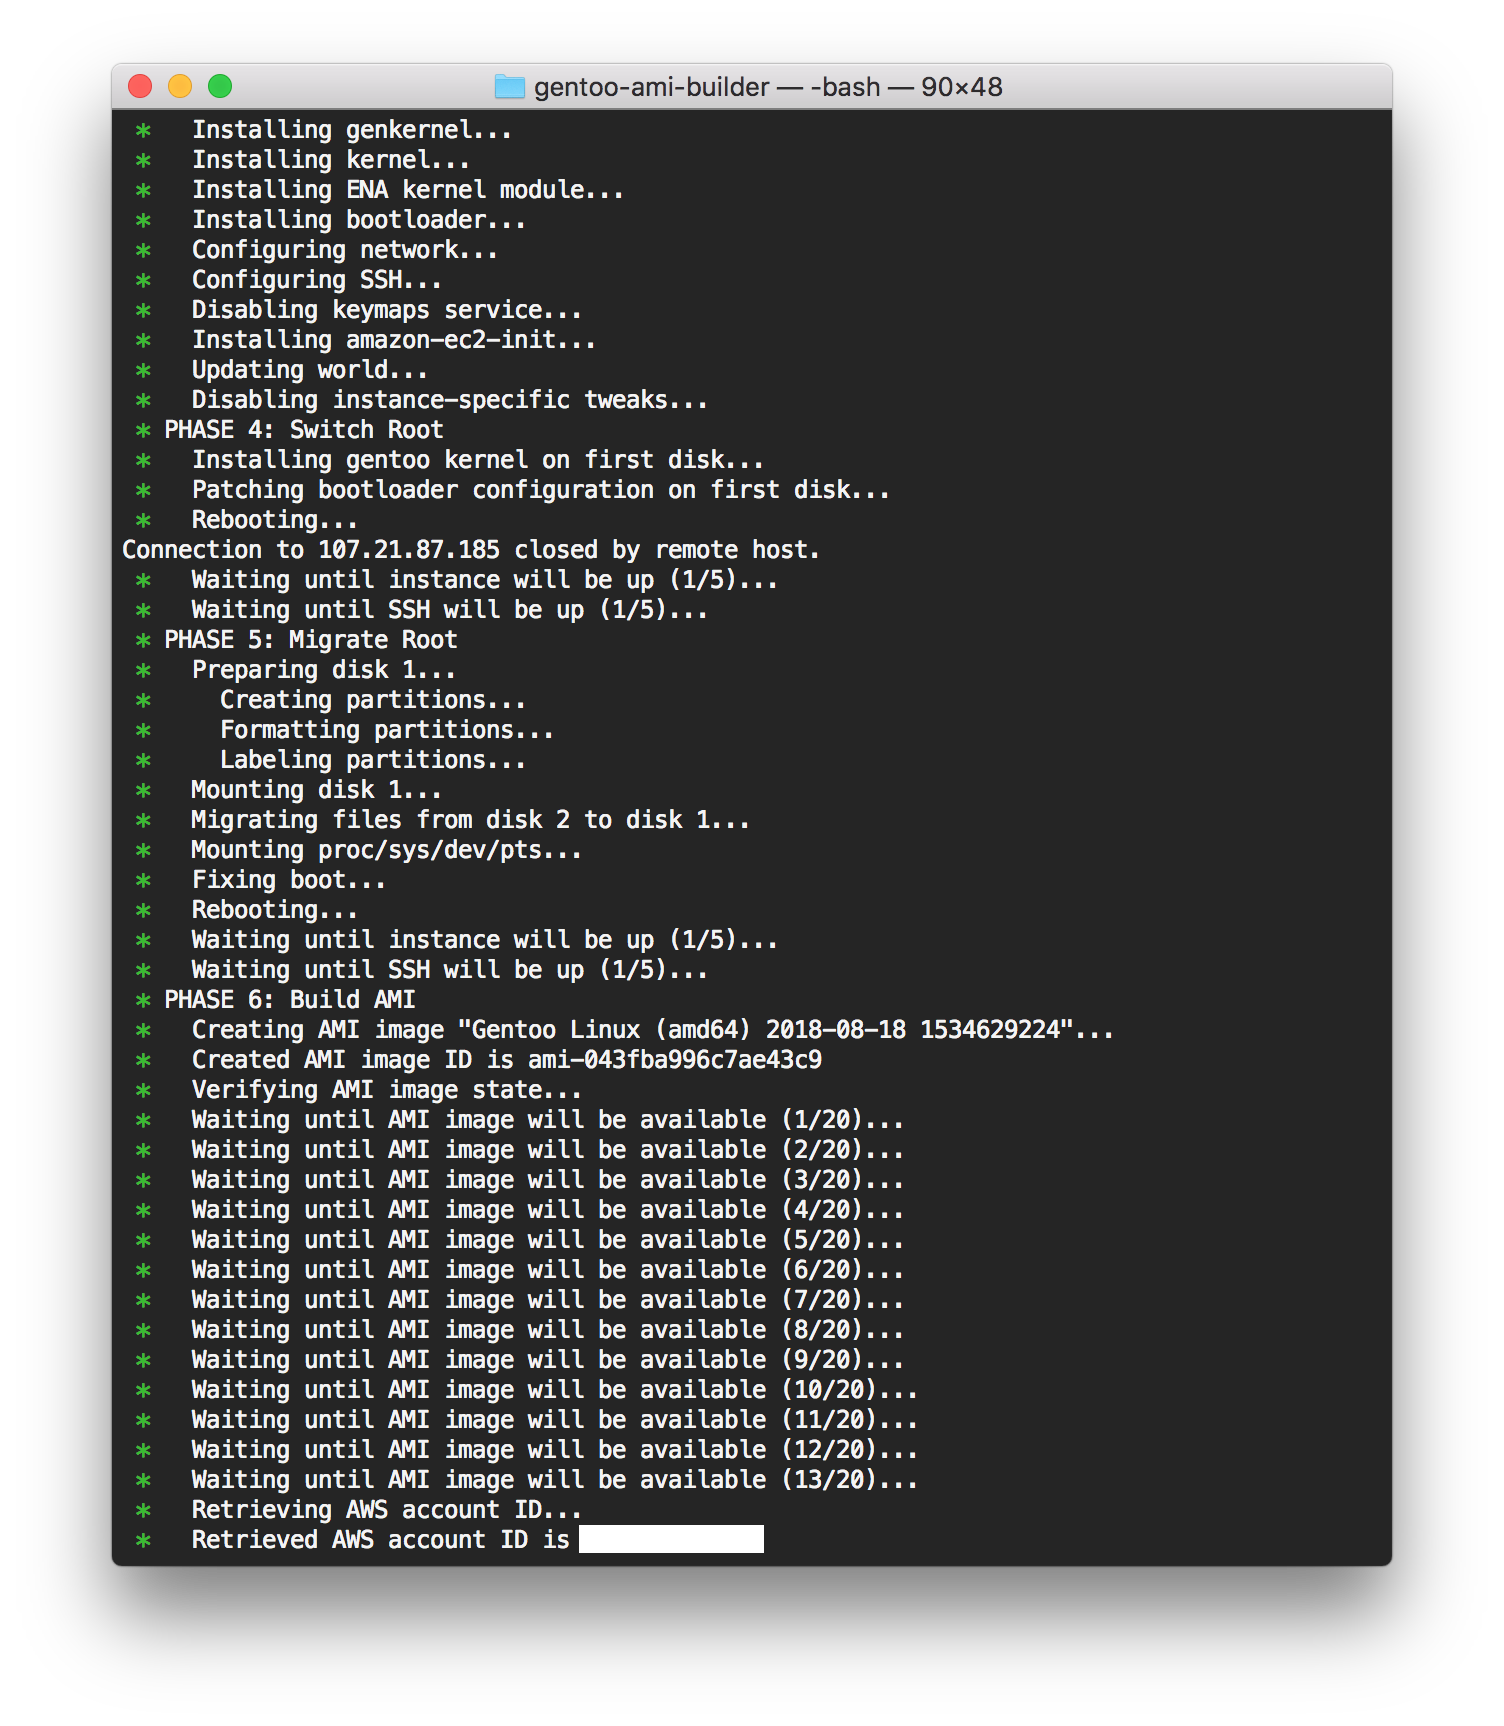 gentoo-ami-builder — -bash — 90×48
* Installing genkernel...
* Installing kernel...
* Installing ENA kernel module...
* Installing bootloader...
* Configuring network...
* Configuring SSH...
* Disabling keymaps service...
* Installing amazon-ec2-init...
* Updating world...
* Disabling instance-specific tweaks...
* PHASE 4: Switch Root
* Installing gentoo kernel on first disk...
* Patching bootloader configuration on first disk...
* Rebooting...
Connection to 107.21.87.185 closed by remote host.
* Waiting until instance will be up (1/5)...
* Waiting until SSH will be up (1/5)...
* PHASE 5: Migrate Root
* Preparing disk 1...
* Creating partitions...
* Formatting partitions...
* Labeling partitions...
* Mounting disk 1...
* Migrating files from disk 2 to disk 1...
* Mounting proc/sys/dev/pts...
* Fixing boot...
* Rebooting...
* Waiting until instance will be up (1/5)...
* Waiting until SSH will be up (1/5)...
* PHASE 6: Build AMI
* Creating AMI image "Gentoo Linux (amd64) 2018-08-18 1534629224"...
* Created AMI image ID is ami-043fba996c7ae43c9
* Verifying AMI image state...
* Waiting until AMI image will be available (1/20)...
* Waiting until AMI image will be available (2/20)...
* Waiting until AMI image will be available (3/20)...
* Waiting until AMI image will be available (4/20)...
* Waiting until AMI image will be available (5/20)...
* Waiting until AMI image will be available (6/20)...
* Waiting until AMI image will be available (7/20)...
* Waiting until AMI image will be available (8/20)...
* Waiting until AMI image will be available (9/20)...
* Waiting until AMI image will be available (10/20)...
* Waiting until AMI image will be available (11/20)...
* Waiting until AMI image will be available (12/20)...
* Waiting until AMI image will be available (13/20)...
* Retrieving AWS account ID...
* Retrieved AWS account ID is